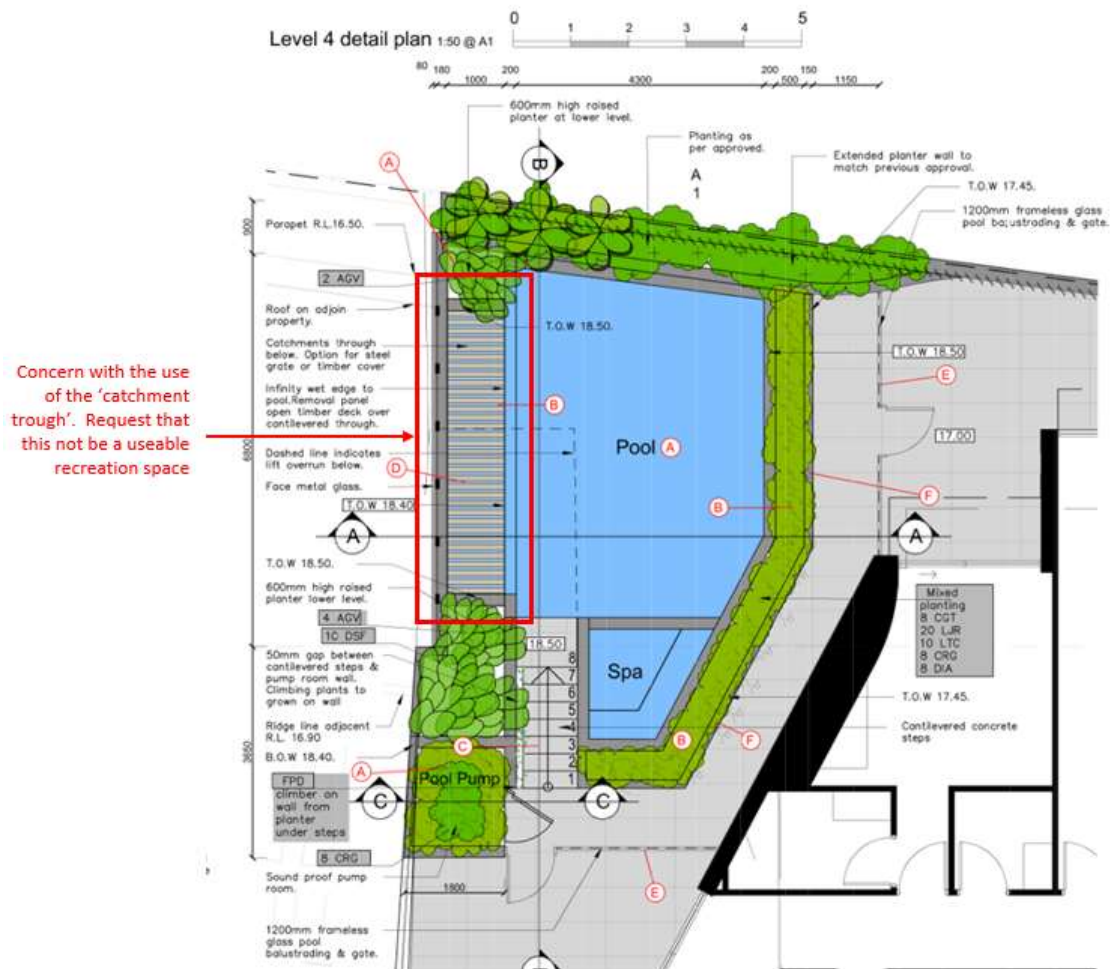 Level 4 detail plan 1:50 @ A1
0 5
1 2 3 4
80 180 200 200 150
1000 4300 500 1150
600mm high raised
planter at lower level.
Planting as
per approved.
Extended planter wall to
match previous approval.
T.O.W 17.45.
1200mm frameless glass
pool ba;ustrading & gate.
A
B
A
1
900
Parapet R.L.16.50.
2 AGV
Roof on adjoin
property.
T.O.W 18.50.
T.O.W 18.50
Catchments through
below. Option for steel
grate or timber cover
E
Concern with the use
of the ‘catchment
trough’. Request that
this not be a useable
recreation space
Infinity wet edge to
pool.Removal panel
open timber deck over
cantilevered through.
B
17.00
6800
Dashed line indicates
lift overrun below.
Pool A
D
F
Face metal glass.
T.O.W 18.40
B
A
A
T.O.W 18.50.
600mm high raised
planter lower level.
4 AGV
10 DSF
Mixed
planting
8 CGT
20 LJR
10 LTC
8 CRG
8 DIA
18.50
50mm gap between
cantilevered steps &
pump room wall.
Climbing plants to
grown on wall
8
7
6
5
4
3
2
1
Spa
T.O.W 17.45.
Ridge line adjacent
R.L. 16.90
Cantilevered concrete
steps
3650
B.O.W 18.40.
C
B
F
A
Pool Pump
FPD
climber on
wall from
planter
under steps
C
C
8 CRG
Sound proof pump
room.
1800
E
1200mm frameless
glass pool
balustrading & gate.